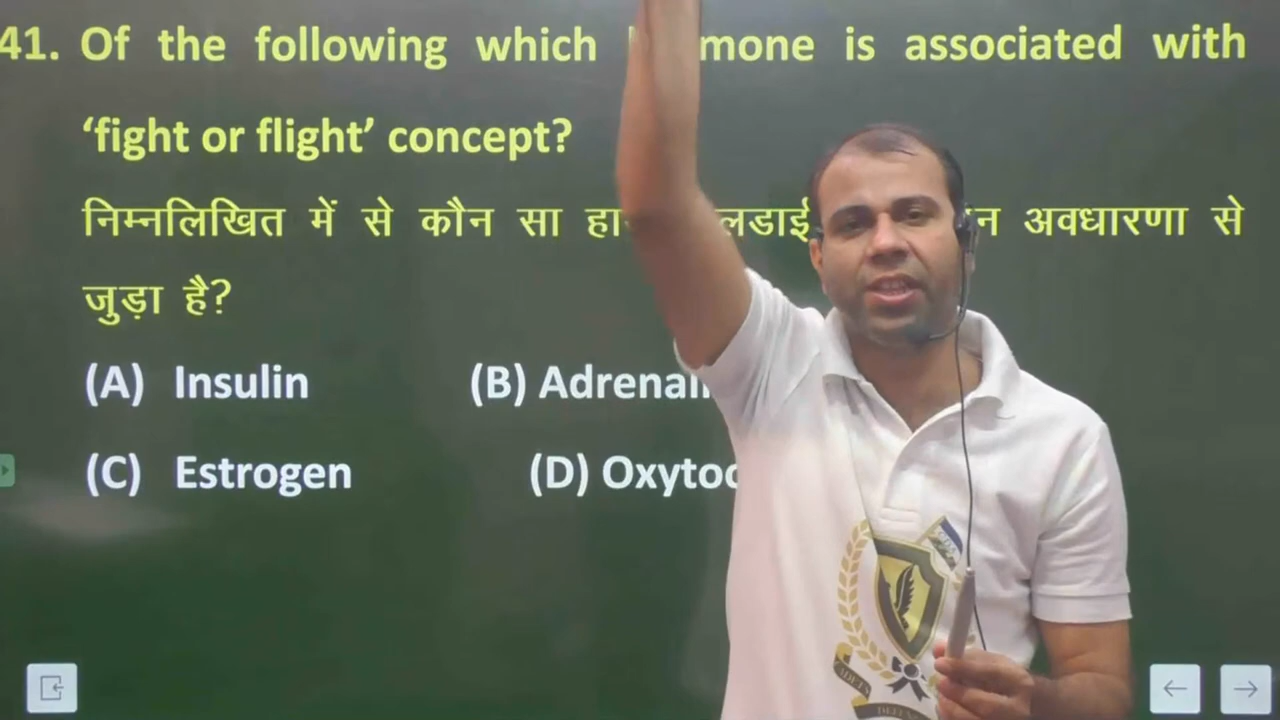 41. Of the following which mone is associated with
‘fight or flight’ concept?
निम्नलिखित में से कौन सा हा लडाई न अवधारणा से
जुड़ा है?
(A) Insulin (B) Adrenali
(C) Estrogen (D) Oxytoc